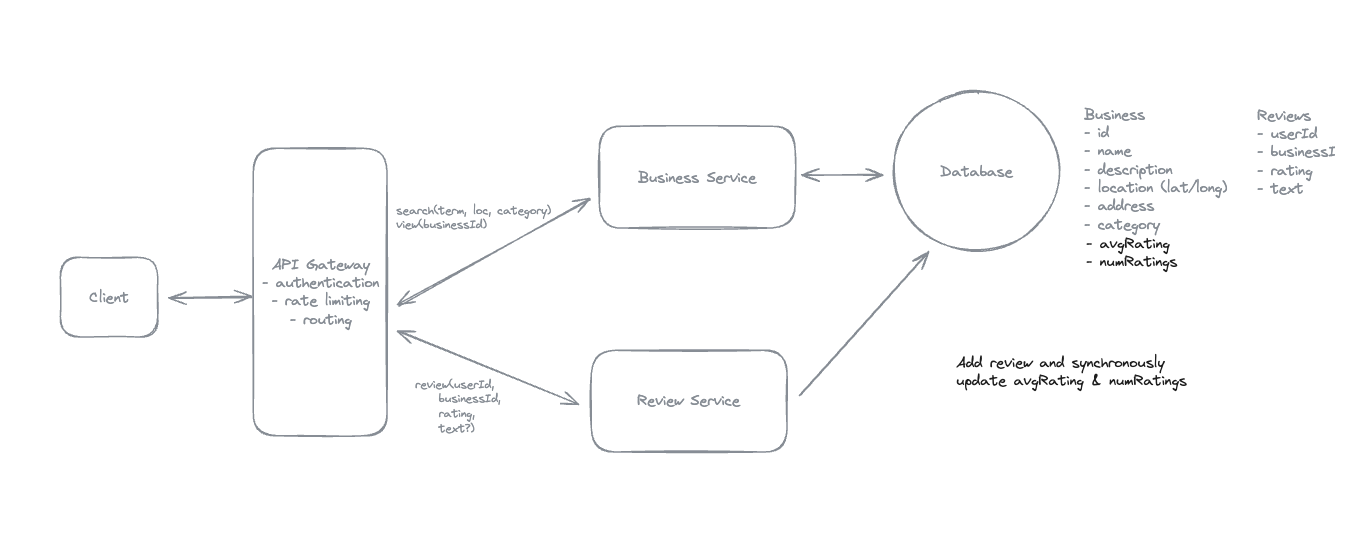 Client
API Gateway
- authentication
- rate limiting
- routing
search(term, loc, category)
view(businessId)
review(userId,
businessId,
rating,
text?)
Business Service
Review Service
Database
Business
- id
- name
- description
- location (lat/long)
- address
- category
- avgRating
- numRatings
Reviews
- userId
- businessI
- rating
- text
Add review and synchronously
update avgRating & numRatings